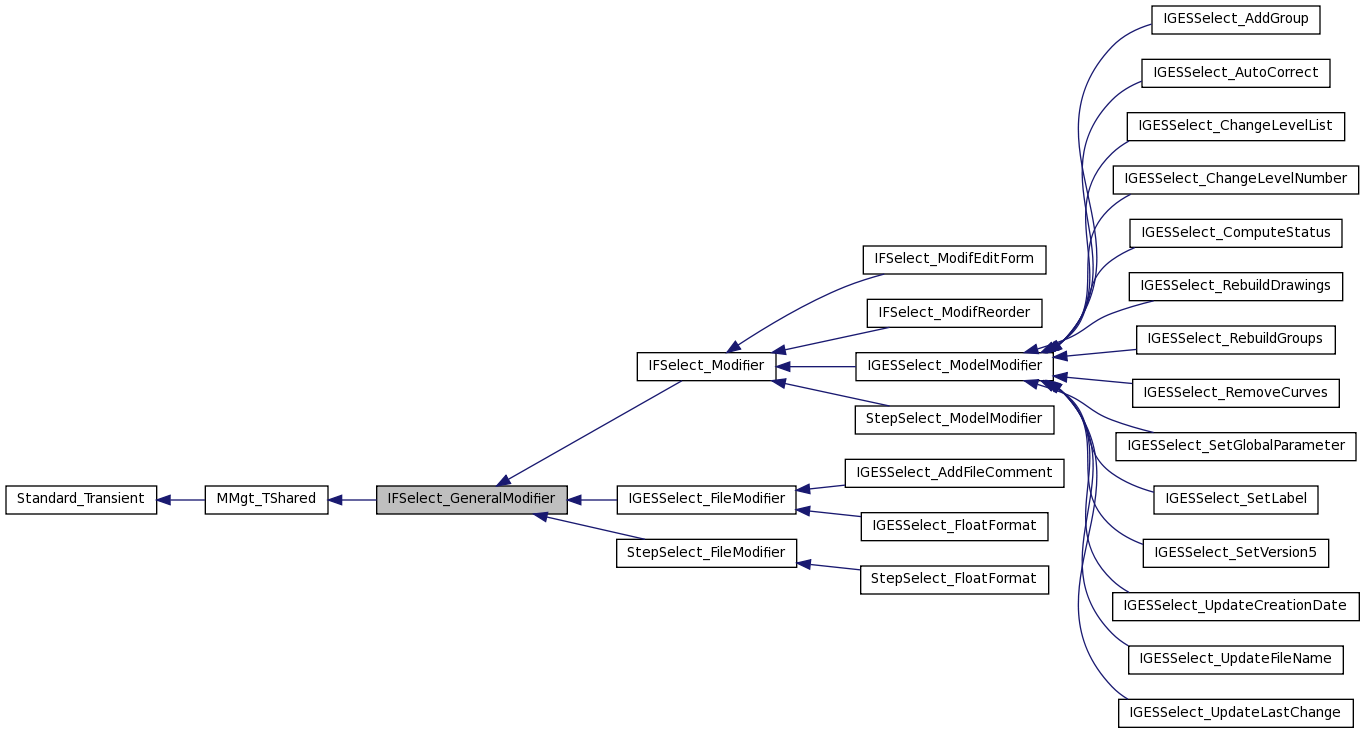 IGESSelect_AddGroup
IGESSelect_AutoCorrect
IGESSelect_ChangeLevelList
IGESSelect_ChangeLevelNumber
IGESSelect_ComputeStatus
IFSelect_ModifEditForm
IGESSelect_RebuildDrawings
IFSelect_ModifReorder
IGESSelect_RebuildGroups
IFSelect_Modifier
IGESSelect_ModelModifier
IGESSelect_RemoveCurves
StepSelect_ModelModifier
IGESSelect_SetGlobalParameter
IGESSelect_AddFileComment
Standard_Transient
MMgt_TShared
IFSelect_GeneralModifier
IGESSelect_FileModifier
IGESSelect_SetLabel
IGESSelect_FloatFormat
StepSelect_FileModifier
IGESSelect_SetVersion5
StepSelect_FloatFormat
IGESSelect_UpdateCreationDate
IGESSelect_UpdateFileName
IGESSelect_UpdateLastChange